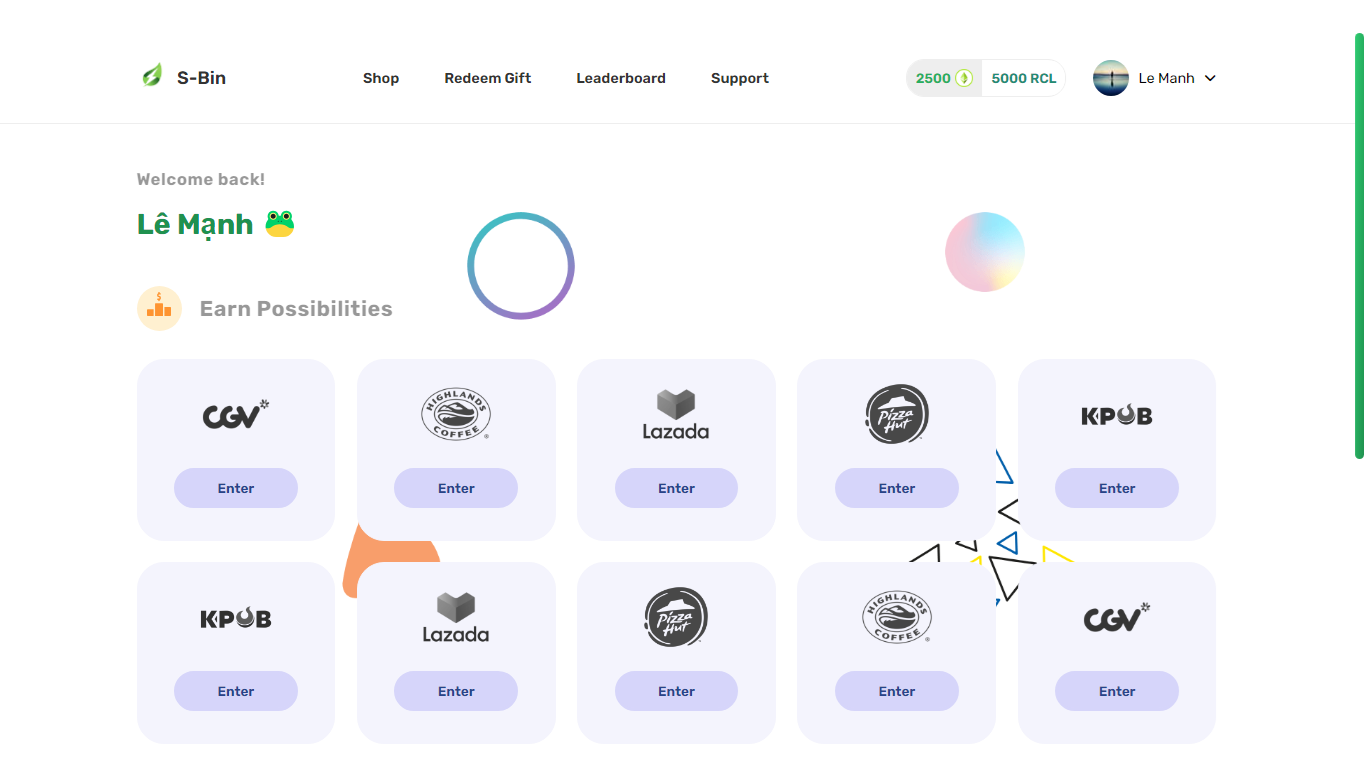 S-Bin Shop Redeem Gift Leaderboard Support 2500 5000 RCL Le Manh
Welcome back!
Lê Mạnh
Earn Possibilities
CGV HIGHLANDS COFFEE ® Lazada Pizza Hut K-PUB
Enter Enter Enter Enter Enter
K-PUB Lazada Pizza Hut HIGHLANDS COFFEE ® CGV
Enter Enter Enter Enter Enter